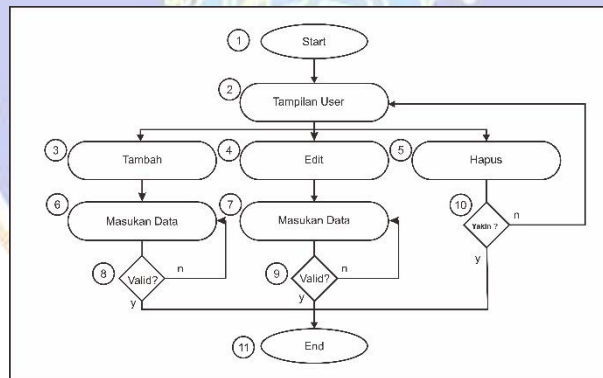 1
Start
2
Tampilan User
3
Tambah
4
Edit
5
Hapus
6
Masukan Data
7
Masukan Data
10
Yakin ?
n
8
Valid?
n
9
Valid?
n
y
y
y
11
End